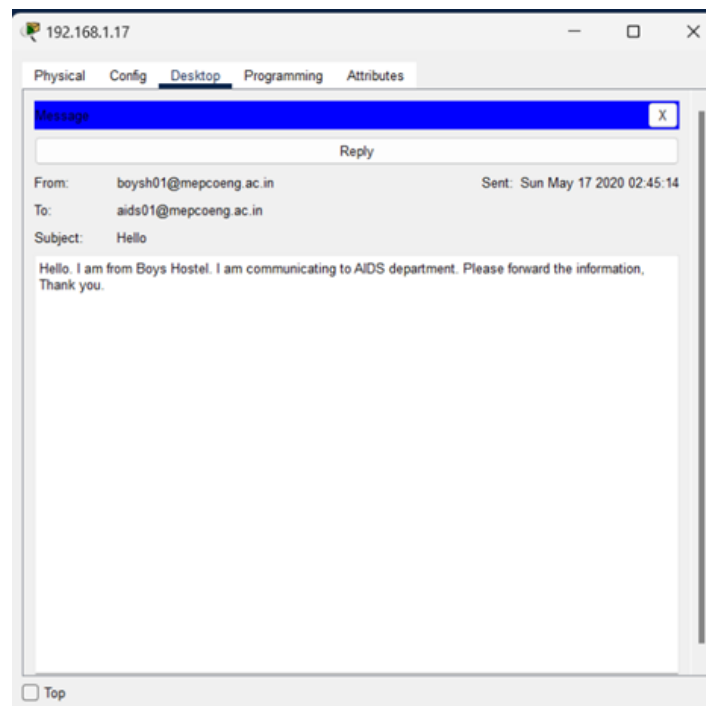 192.168.1.17
Physical Config Desktop Programming Attributes
Message X
Reply
From: boysh01@mepcoeng.ac.in Sent: Sun May 17 2020 02:45:14
To: aids01@mepcoeng.ac.in
Subject: Hello
Hello. I am from Boys Hostel. I am communicating to AIDS department. Please forward the information,
Thank you.
Top